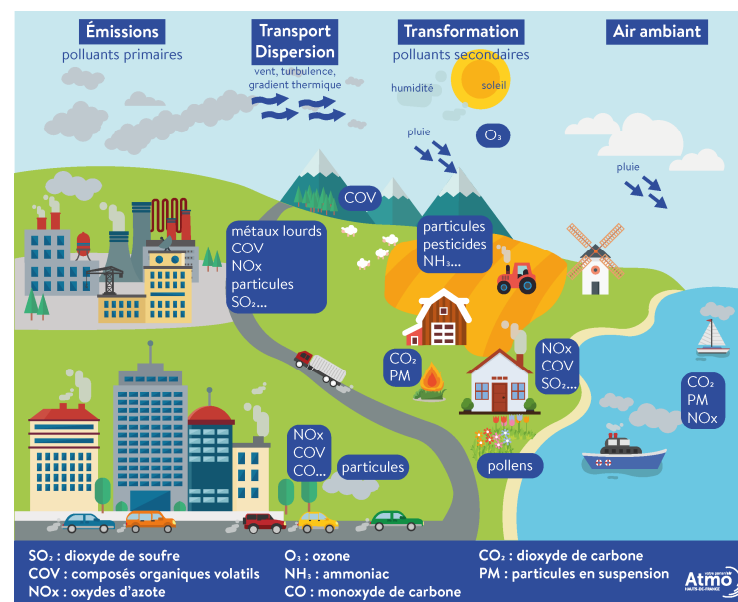 Émissions
polluants primaires
Transport
Dispersion
vent, turbulence,
gradient thermique
Transformation
polluants secondaires
Air ambiant
humidité
soleil
O₃
pluie
pluie
COV
métaux lourds
COV
NOx
particules
SO₂...
particules
pesticides
NH₃...
CO₂
PM
NOx
COV
SO₂...
CO₂
PM
NOx
NOx
COV
CO...
particules
pollens
SO₂ : dioxyde de soufre
COV : composés organiques volatils
NOx : oxydes d'azote
O₃ : ozone
NH₃ : ammoniac
CO : monoxyde de carbone
CO₂ : dioxyde de carbone
PM : particules en suspension
Atmo
HAUTS-DE-FRANCE